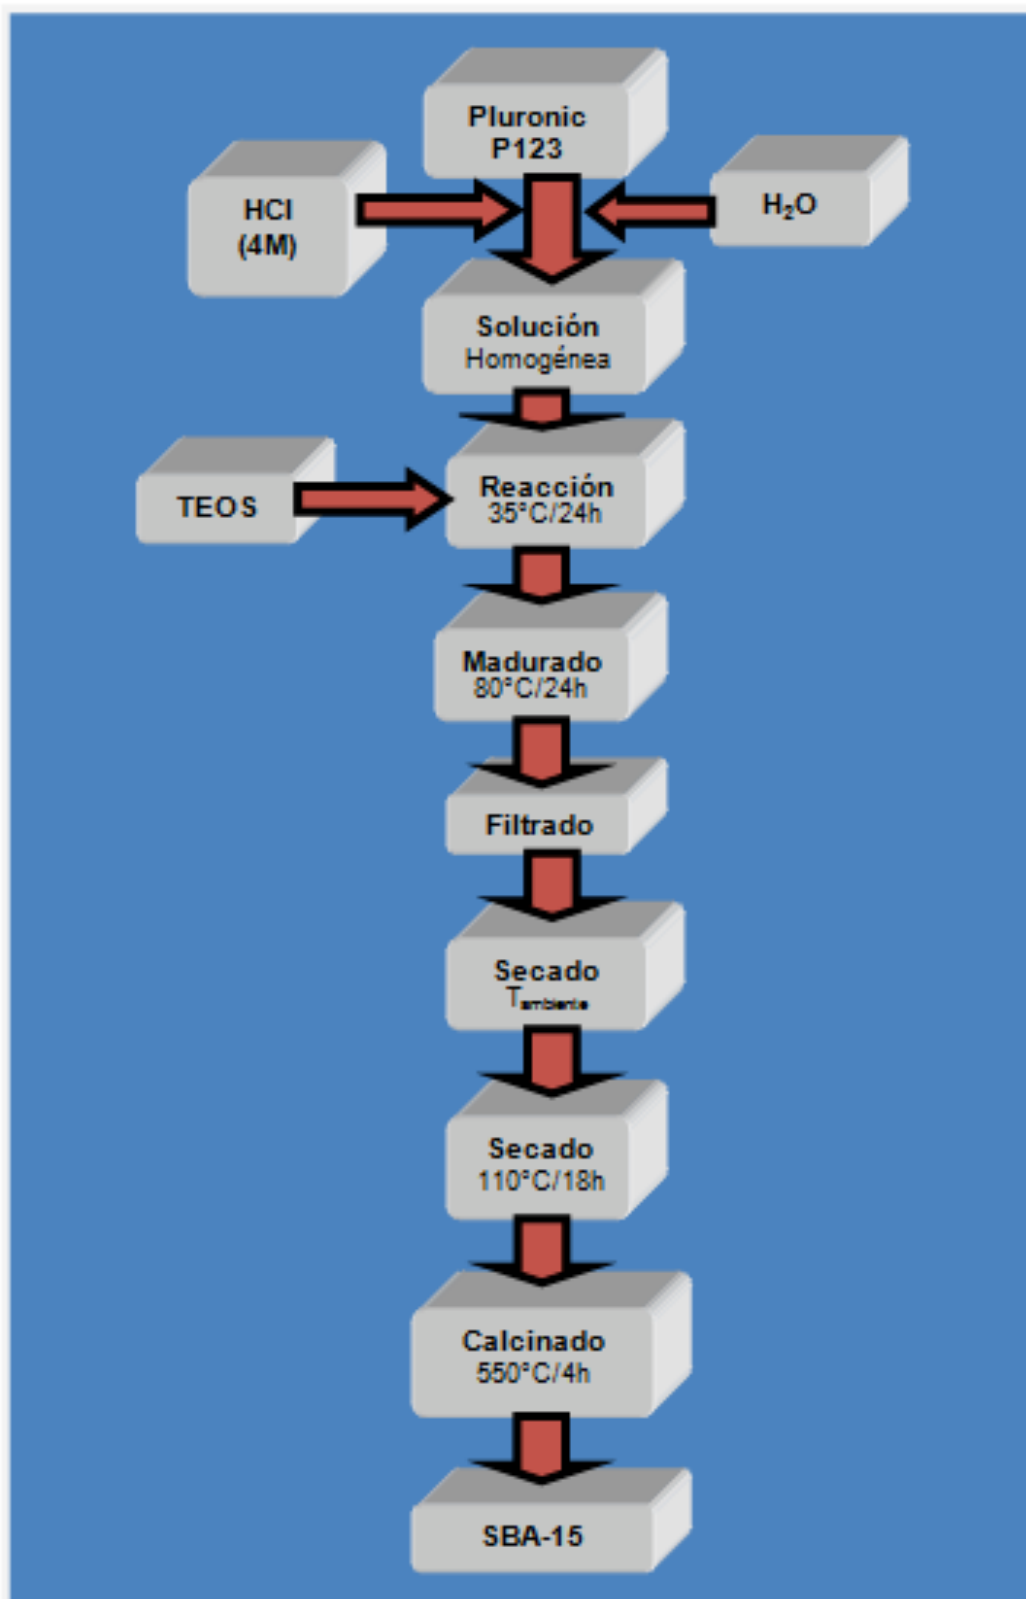 Pluronic
P123
HCl
(4M)
H₂O
Solución
Homogénea
TEOS
Reacción
35°C/24h
Madurado
80°C/24h
Filtrado
Secado
Tambiente
Secado
110°C/18h
Calcinado
550°C/4h
SBA-15